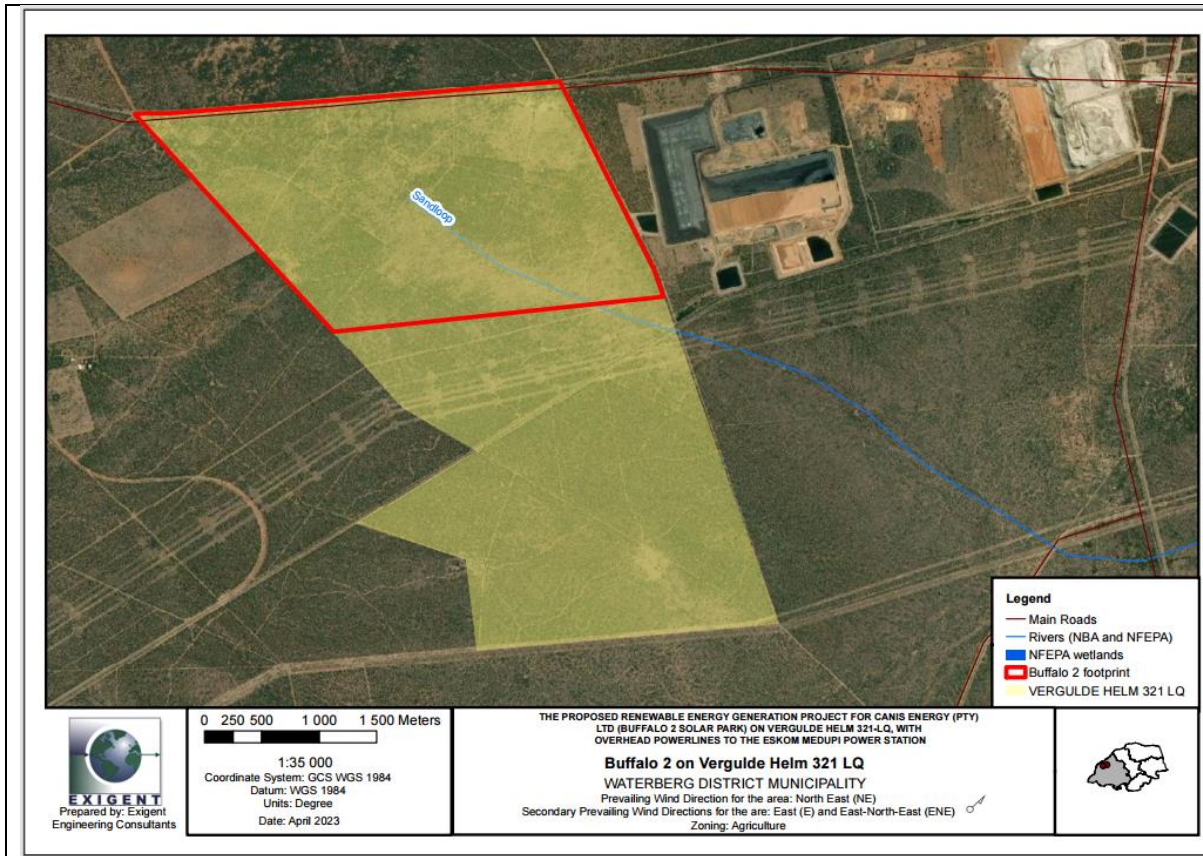 Sandloop
Legend
Main Roads
Rivers (NBA and NFEPA)
NFEPA wetlands
Buffalo 2 footprint
VERGULDE HELM 321 LQ
EXIGENT
Prepared by: Exigent
Engineering Consultants
0 250 500 1 000 1 500 Meters
1:35 000
Coordinate System: GCS WGS 1984
Datum: WGS 1984
Units: Degree
Date: April 2023
THE PROPOSED RENEWABLE ENERGY GENERATION PROJECT FOR CANIS ENERGY (PTY)
LTD (BUFFALO 2 SOLAR PARK) ON VERGULDE HELM 321-LQ, WITH
OVERHEAD POWERLINES TO THE ESKOM MEDUPI POWER STATION
Buffalo 2 on Vergulde Helm 321 LQ
WATERBERG DISTRICT MUNICIPALITY
Prevailing Wind Direction for the area: North East (NE)
Secondary Prevailing Wind Directions for the are: East (E) and East-North-East (ENE)
Zoning: Agriculture